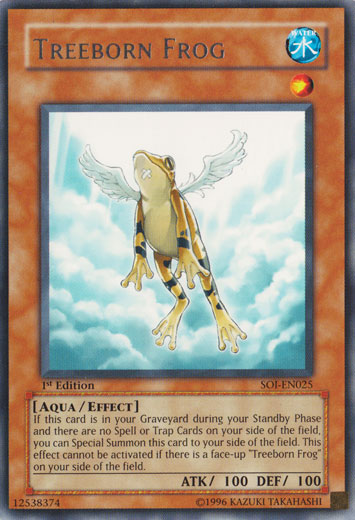 TREEBORN FROG
WATER
水
1st Edition
SOI-EN025
[AQUA / EFFECT]
If this card is in your Graveyard during your Standby Phase
and there are no Spell or Trap Cards on your side of the field,
you can Special Summon this card to your side of the field. This
effect cannot be activated if there is a face-up "Treeborn Frog"
on your side of the field.
ATK/ 100 DEF/ 100
12538374
©1996 KAZUKI TAKAHASHI